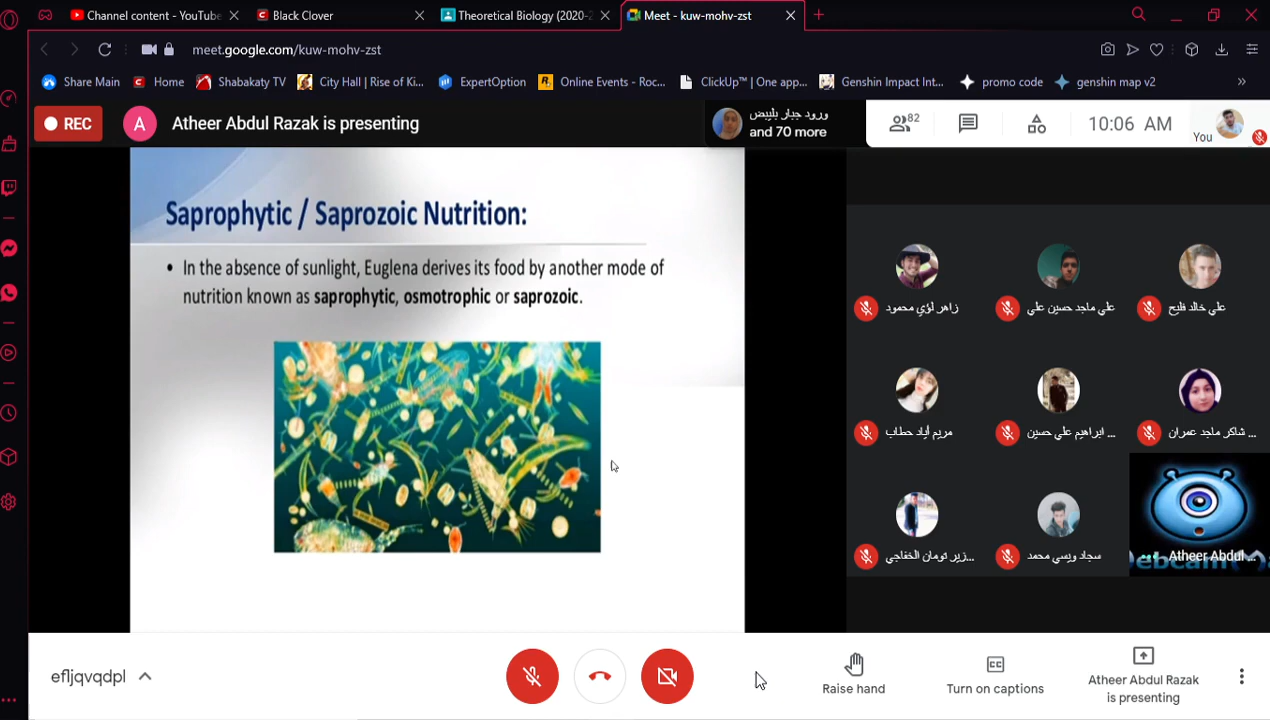 Channel content - YouTube
Black Clover
Theoretical Biology (2020-2
Meet - kuw-mohv-zst
meet.google.com/kuw-mohv-zst
Share Main
Home
Shabakaty TV
City Hall | Rise of Ki...
ExpertOption
Online Events - Roc...
ClickUp™ | One app...
Genshin Impact Int...
promo code
genshin map v2
REC
A
Atheer Abdul Razak is presenting
ورود جبار بليبض
and 70 more
82
10:06 AM
You
Saprophytic / Saprozoic Nutrition:
• In the absence of sunlight, Euglena derives its food by another mode of
nutrition known as saprophytic, osmotrophic or saprozoic.
زاهر لؤي محمود
علي ماجد حسين علي
علي خالد فليح
مريم أياد حطاب
ابراهيم علي حسين ...
شاكر ماجد عمران ...
زير تومان الخفاجي...
سجاد ويسي محمد
Atheer Abdul ...
efljqvqdpl
Raise hand
Turn on captions
Atheer Abdul Razak
is presenting